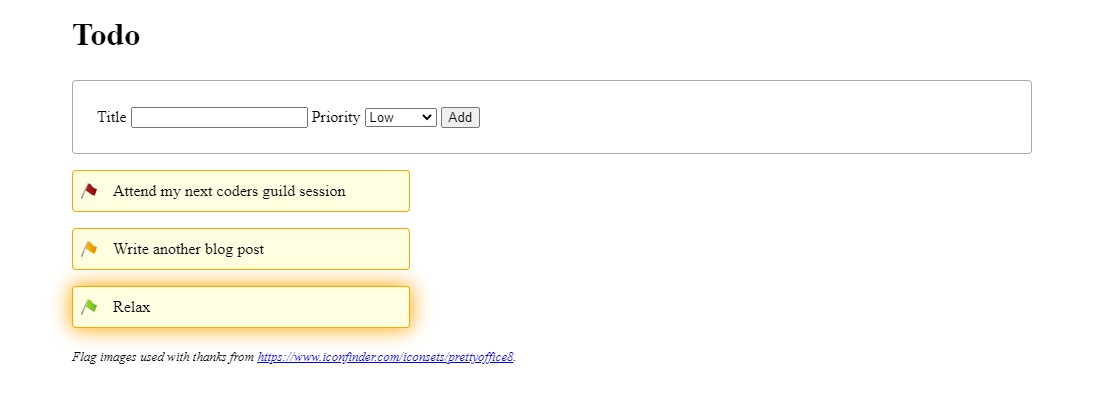 Todo
Title Priority Low Add
Attend my next coders guild session
Write another blog post
Relax
Flag images used with thanks from https://www.iconfinder.com/iconsets/prettyoffice8.